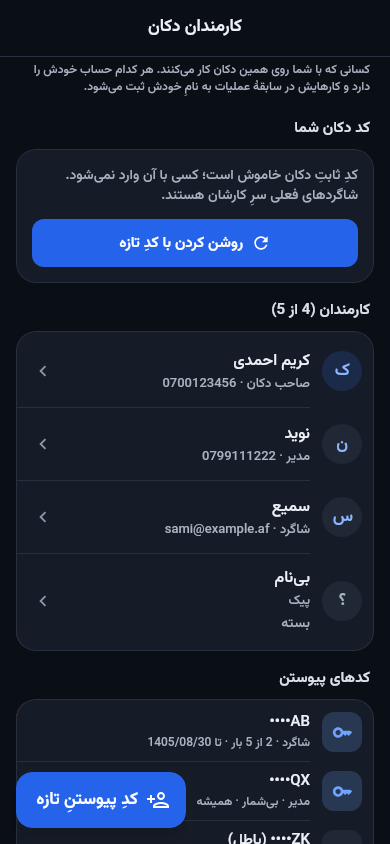 کارمندان دکان
کسانی که با شما روی همین دکان کار می‌کنند. هر کدام حساب خودش را
دارد و کارهایش در سابقهٔ عملیات به نامِ خودش ثبت می‌شود.
کد دکان شما
کدِ ثابتِ دکان خاموش است؛ کسی با آن وارد نمی‌شود.
شاگردهای فعلی سرِ کارشان هستند.
روشن کردن با کدِ تازه
کارمندان (4 از 5)
ک
کریم احمدی
صاحب دکان · 0700123456
ن
نوید
مدیر · 0799111222
س
سمیع
شاگرد · sami@example.af
؟
بی‌نام
پیک
بسته
کدهای پیوستن
••••AB
شاگرد · 2 از 5 بار · تا 1405/08/30
••••QX
مدیر · بی‌شمار · همیشه
••••ZK (باطل)
کدِ پیوستنِ تازه